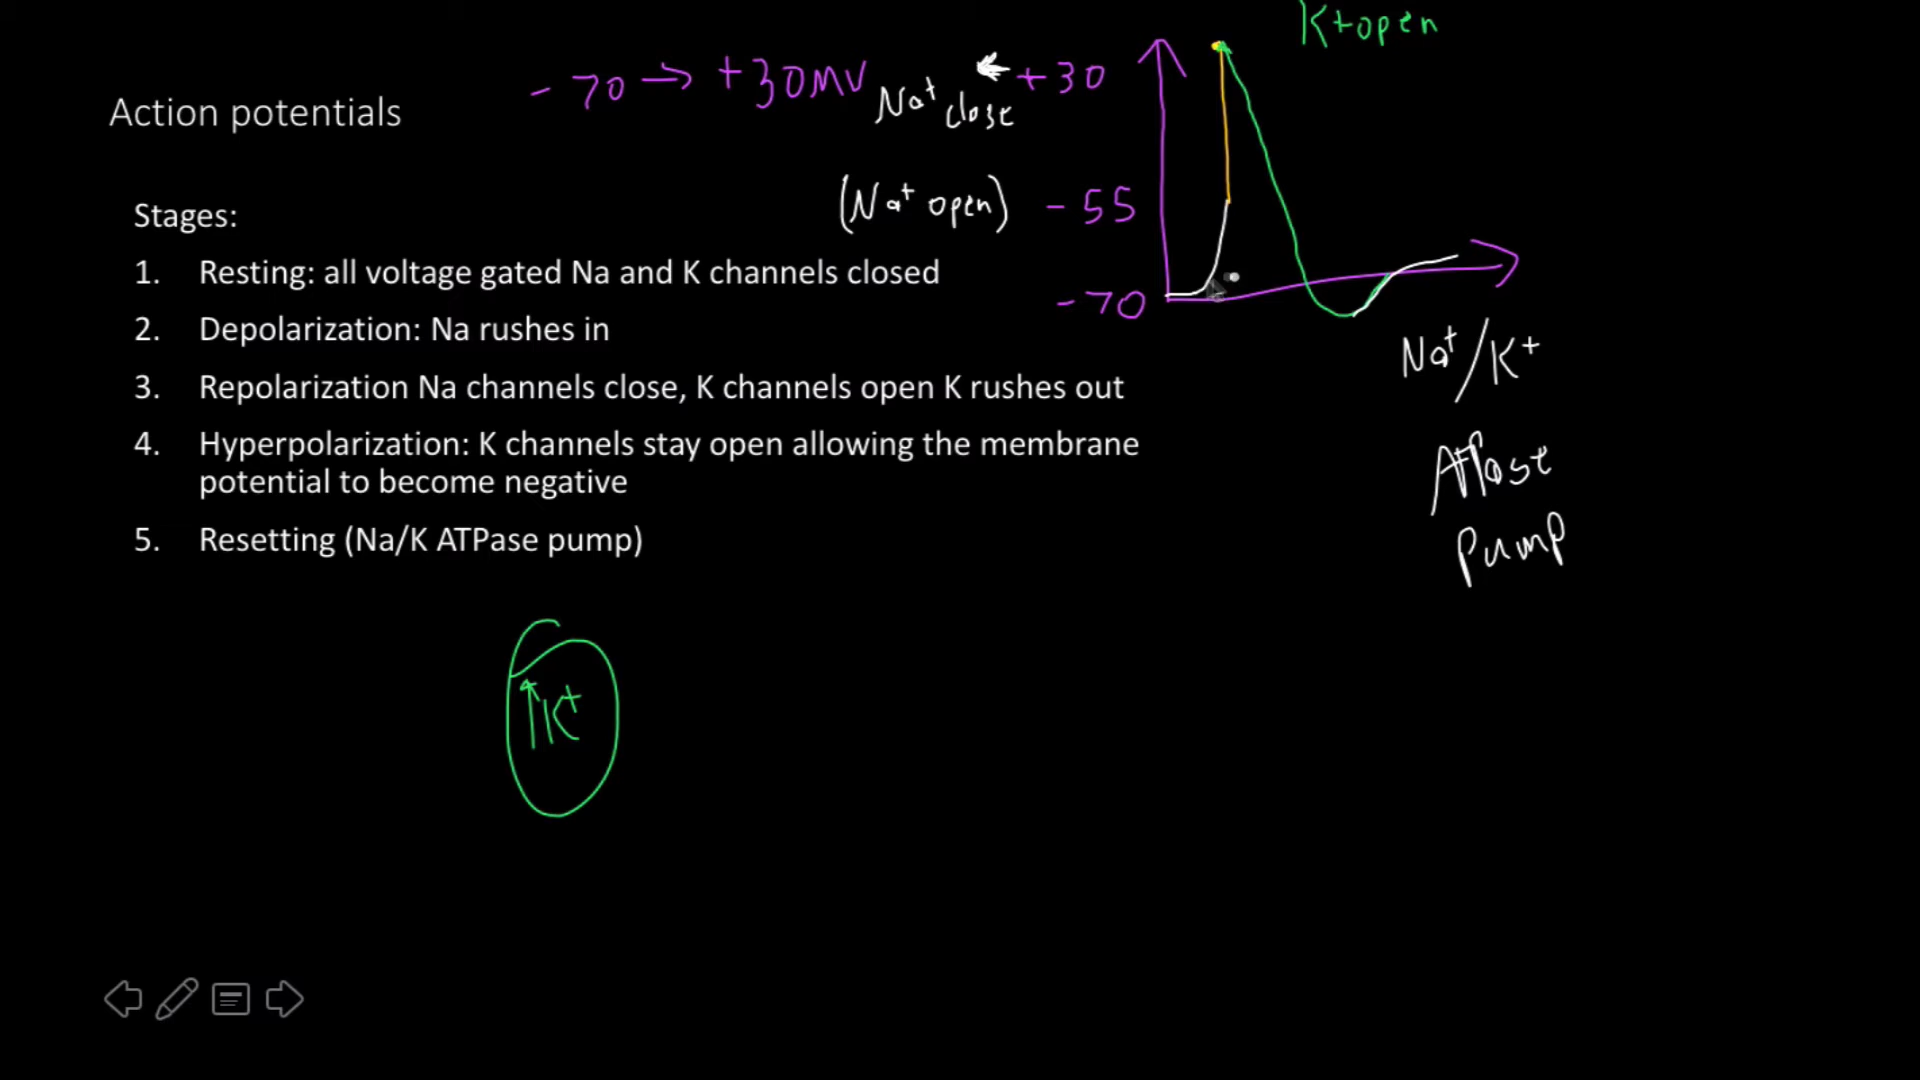 K+open
- 70 → +30MV
Na+ close ← +30
Action potentials
(Na+ open) - 55
Stages:
1. Resting: all voltage gated Na and K channels closed
-70
2. Depolarization: Na rushes in
Na+/K+
3. Repolarization Na channels close, K channels open K rushes out
4. Hyperpolarization: K channels stay open allowing the membrane
potential to become negative
ATPase
5. Resetting (Na/K ATPase pump)
Pump
↑K+